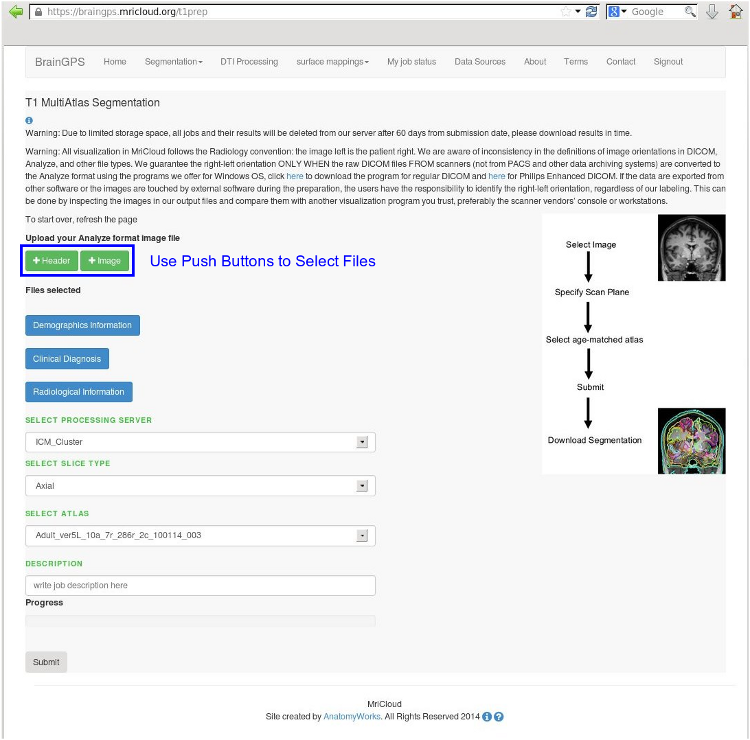 https://braingps.mricloud.org/t1prep
Google
BrainGPS Home Segmentation DTI Processing surface mappings My job status Data Sources About Terms Contact Signout
T1 MultiAtlas Segmentation
Warning: Due to limited storage space, all jobs and their results will be deleted from our server after 60 days from submission date, please download results in time.
Warning: All visualization in MriCloud follows the Radiology convention: the image left is the patient right. We are aware of inconsistency in the definitions of image orientations in DICOM,
Analyze, and other file types. We guarantee the right-left orientation ONLY WHEN the raw DICOM files FROM scanners (not from PACS and other data archiving systems) are converted to
the Analyze format using the programs we offer for Windows OS, click here to download the program for regular DICOM and here for Philips Enhanced DICOM. If the data are exported from
other software or the images are touched by external software during the preparation, the users have the responsibility to identify the right-left orientation, regardless of our labeling. This can
be done by inspecting the images in our output files and compare them with another visualization program you trust, preferably the scanner vendors' console or workstations.
To start over, refresh the page
Upload your Analyze format image file
+ Header + Image Use Push Buttons to Select Files
Files selected
Demographics Information
Clinical Diagnosis
Radiological Information
SELECT PROCESSING SERVER
ICM_Cluster
SELECT SLICE TYPE
Axial
SELECT ATLAS
Adult_ver5L_10a_7r_286r_2c_100114_003
DESCRIPTION
write job description here
Progress
Submit
Select Image
Specify Scan Plane
Select age-matched atlas
Submit
Download Segmentation
MriCloud
Site created by AnatomyWorks. All Rights Reserved 2014